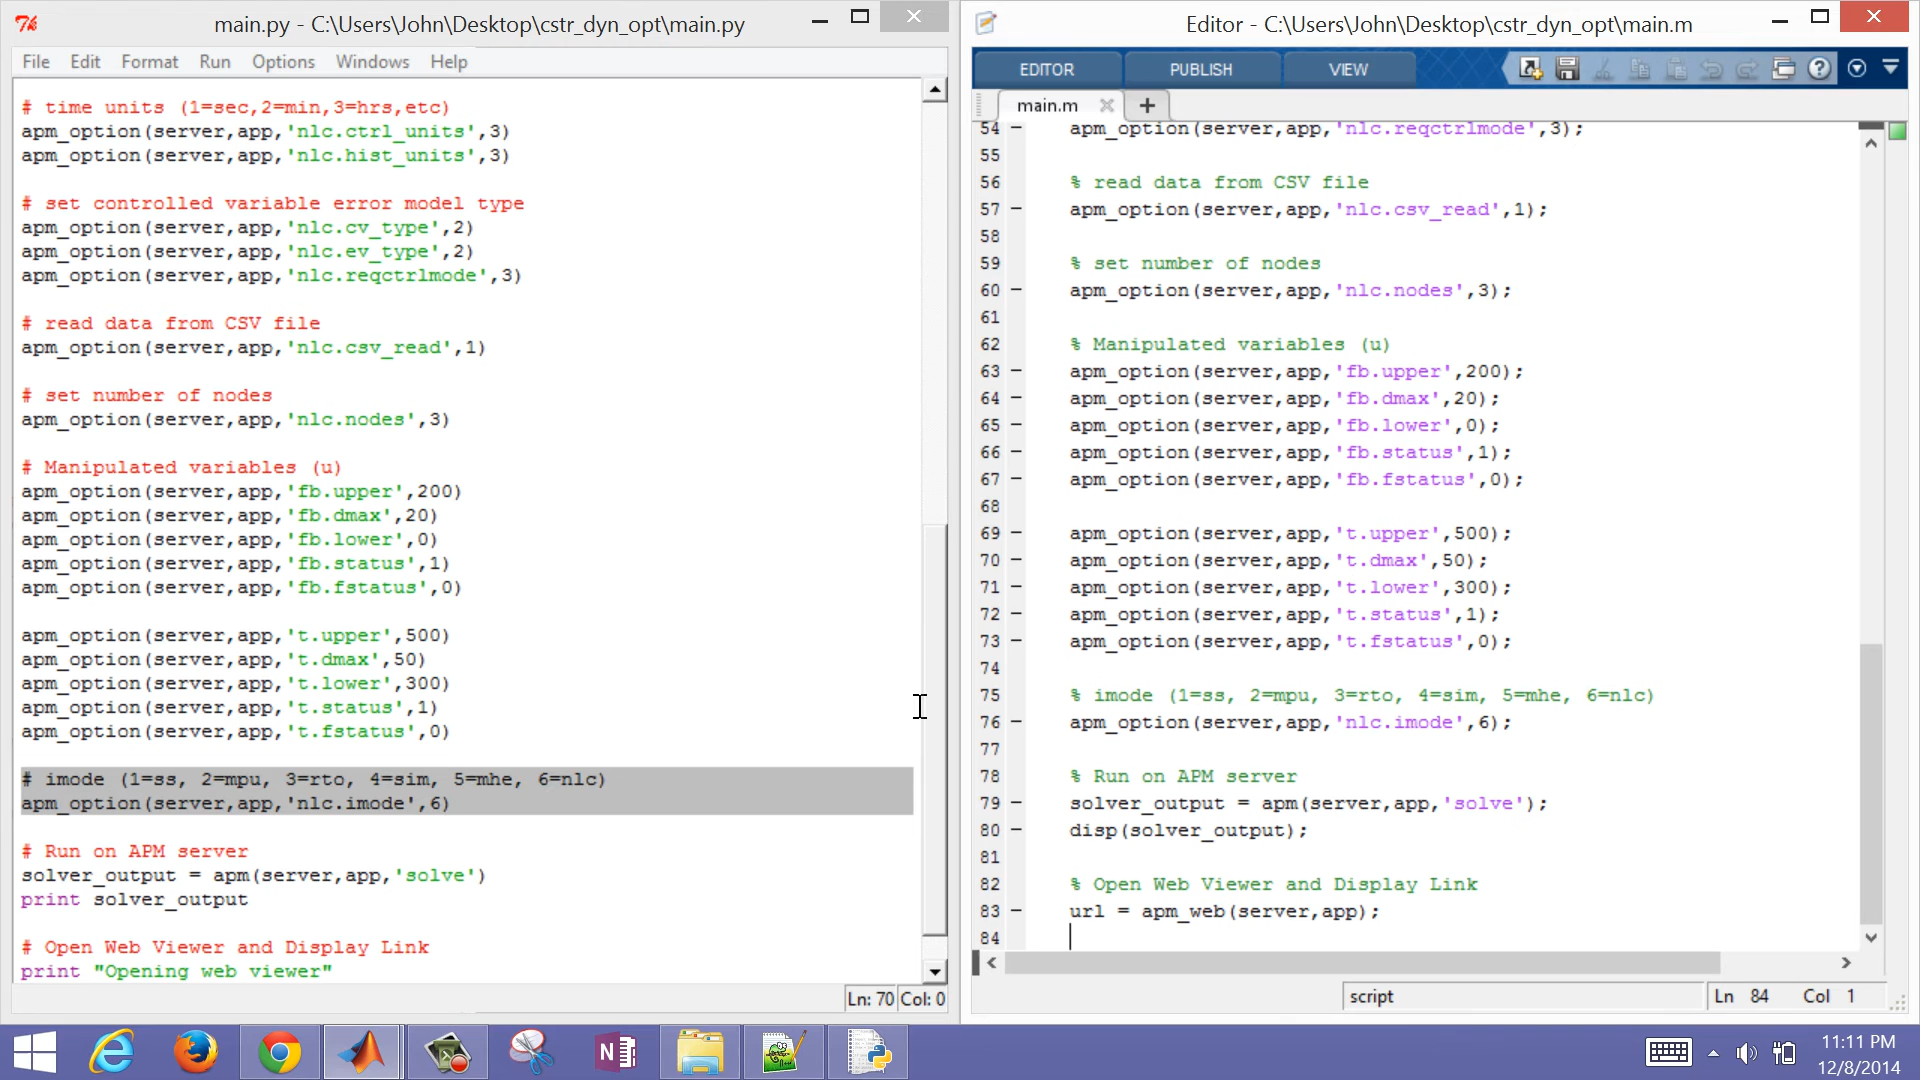 main.py - C:\Users\John\Desktop\cstr_dyn_opt\main.py
File Edit Format Run Options Windows Help
# time units (1=sec,2=min,3=hrs,etc)
apm_option(server,app,'nlc.ctrl_units',3)
apm_option(server,app,'nlc.hist_units',3)
# set controlled variable error model type
apm_option(server,app,'nlc.cv_type',2)
apm_option(server,app,'nlc.ev_type',2)
apm_option(server,app,'nlc.reqctrlmode',3)
# read data from CSV file
apm_option(server,app,'nlc.csv_read',1)
# set number of nodes
apm_option(server,app,'nlc.nodes',3)
# Manipulated variables (u)
apm_option(server,app,'fb.upper',200)
apm_option(server,app,'fb.dmax',20)
apm_option(server,app,'fb.lower',0)
apm_option(server,app,'fb.status',1)
apm_option(server,app,'fb.fstatus',0)
apm_option(server,app,'t.upper',500)
apm_option(server,app,'t.dmax',50)
apm_option(server,app,'t.lower',300)
apm_option(server,app,'t.status',1)
apm_option(server,app,'t.fstatus',0)
# imode (1=ss, 2=mpu, 3=rto, 4=sim, 5=mhe, 6=nlc)
apm_option(server,app,'nlc.imode',6)
# Run on APM server
solver_output = apm(server,app,'solve')
print solver_output
# Open Web Viewer and Display Link
print "Opening web viewer"
Ln: 70 Col: 0
Editor - C:\Users\John\Desktop\cstr_dyn_opt\main.m
EDITOR PUBLISH VIEW
main.m
54 - apm_option(server,app,'nlc.reqctrlmode',3);
55
56 % read data from CSV file
57 - apm_option(server,app,'nlc.csv_read',1);
58
59 % set number of nodes
60 - apm_option(server,app,'nlc.nodes',3);
61
62 % Manipulated variables (u)
63 - apm_option(server,app,'fb.upper',200);
64 - apm_option(server,app,'fb.dmax',20);
65 - apm_option(server,app,'fb.lower',0);
66 - apm_option(server,app,'fb.status',1);
67 - apm_option(server,app,'fb.fstatus',0);
68
69 - apm_option(server,app,'t.upper',500);
70 - apm_option(server,app,'t.dmax',50);
71 - apm_option(server,app,'t.lower',300);
72 - apm_option(server,app,'t.status',1);
73 - apm_option(server,app,'t.fstatus',0);
74
75 % imode (1=ss, 2=mpu, 3=rto, 4=sim, 5=mhe, 6=nlc)
76 - apm_option(server,app,'nlc.imode',6);
77
78 % Run on APM server
79 - solver_output = apm(server,app,'solve');
80 - disp(solver_output);
81
82 % Open Web Viewer and Display Link
83 - url = apm_web(server,app);
84
script
Ln 84 Col 1
11:11 PM
12/8/2014